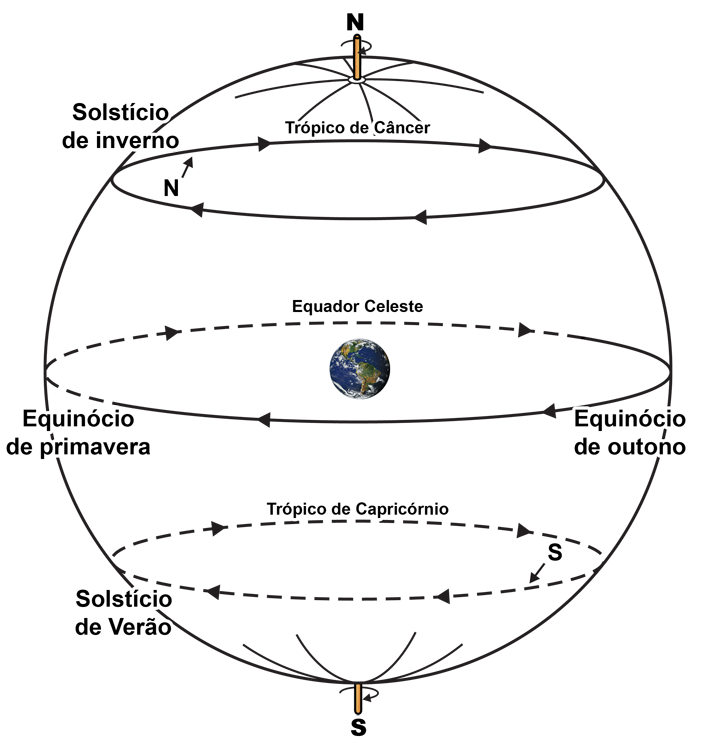 N
Solstício
de inverno
Trópico de Câncer
N
Equador Celeste
Equinócio
de primavera
Equinócio
de outono
Trópico de Capricórnio
S
Solstício
de Verão
S